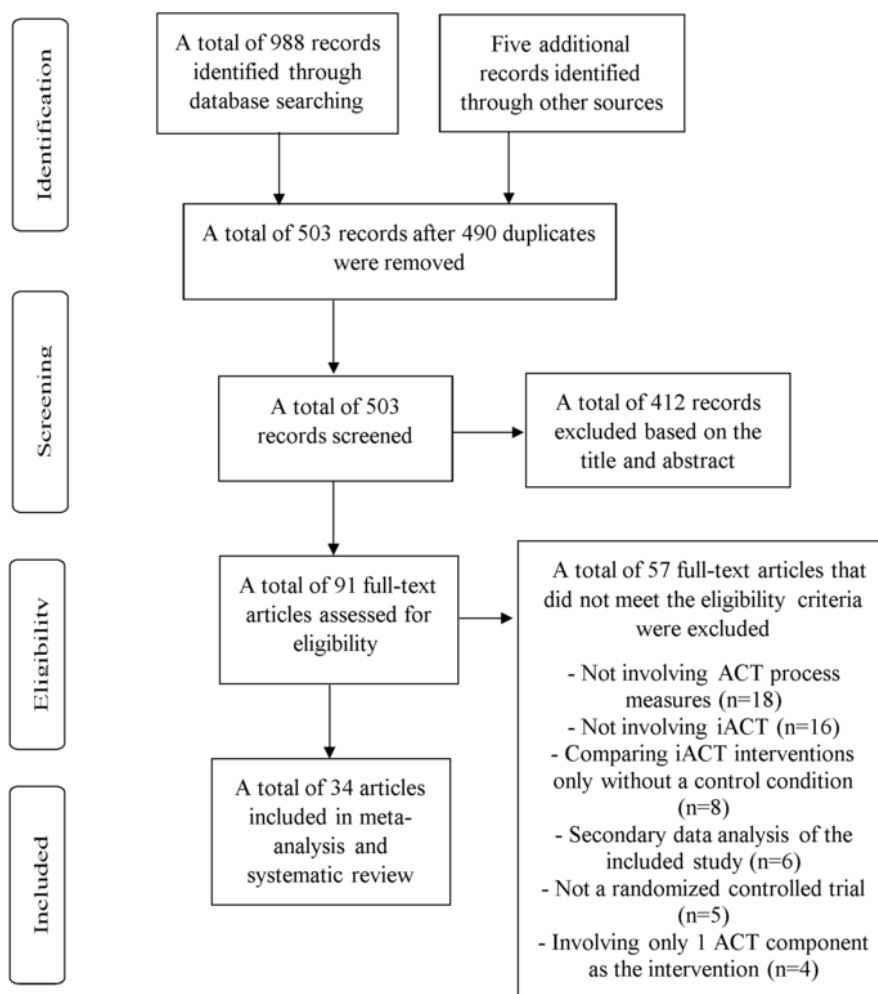 Identification
A total of 988 records
identified through
database searching
Five additional
records identified
through other sources
A total of 503 records after 490 duplicates
were removed
Screening
A total of 503
records screened
A total of 412 records
excluded based on the
title and abstract
Eligibility
A total of 91 full-text
articles assessed for
eligibility
A total of 57 full-text articles that
did not meet the eligibility criteria
were excluded
- Not involving ACT process
measures (n=18)
- Not involving iACT (n=16)
- Comparing iACT interventions
only without a control condition
(n=8)
- Secondary data analysis of the
included study (n=6)
- Not a randomized controlled trial
(n=5)
- Involving only 1 ACT component
as the intervention (n=4)
Included
A total of 34 articles
included in meta-
analysis and
systematic review